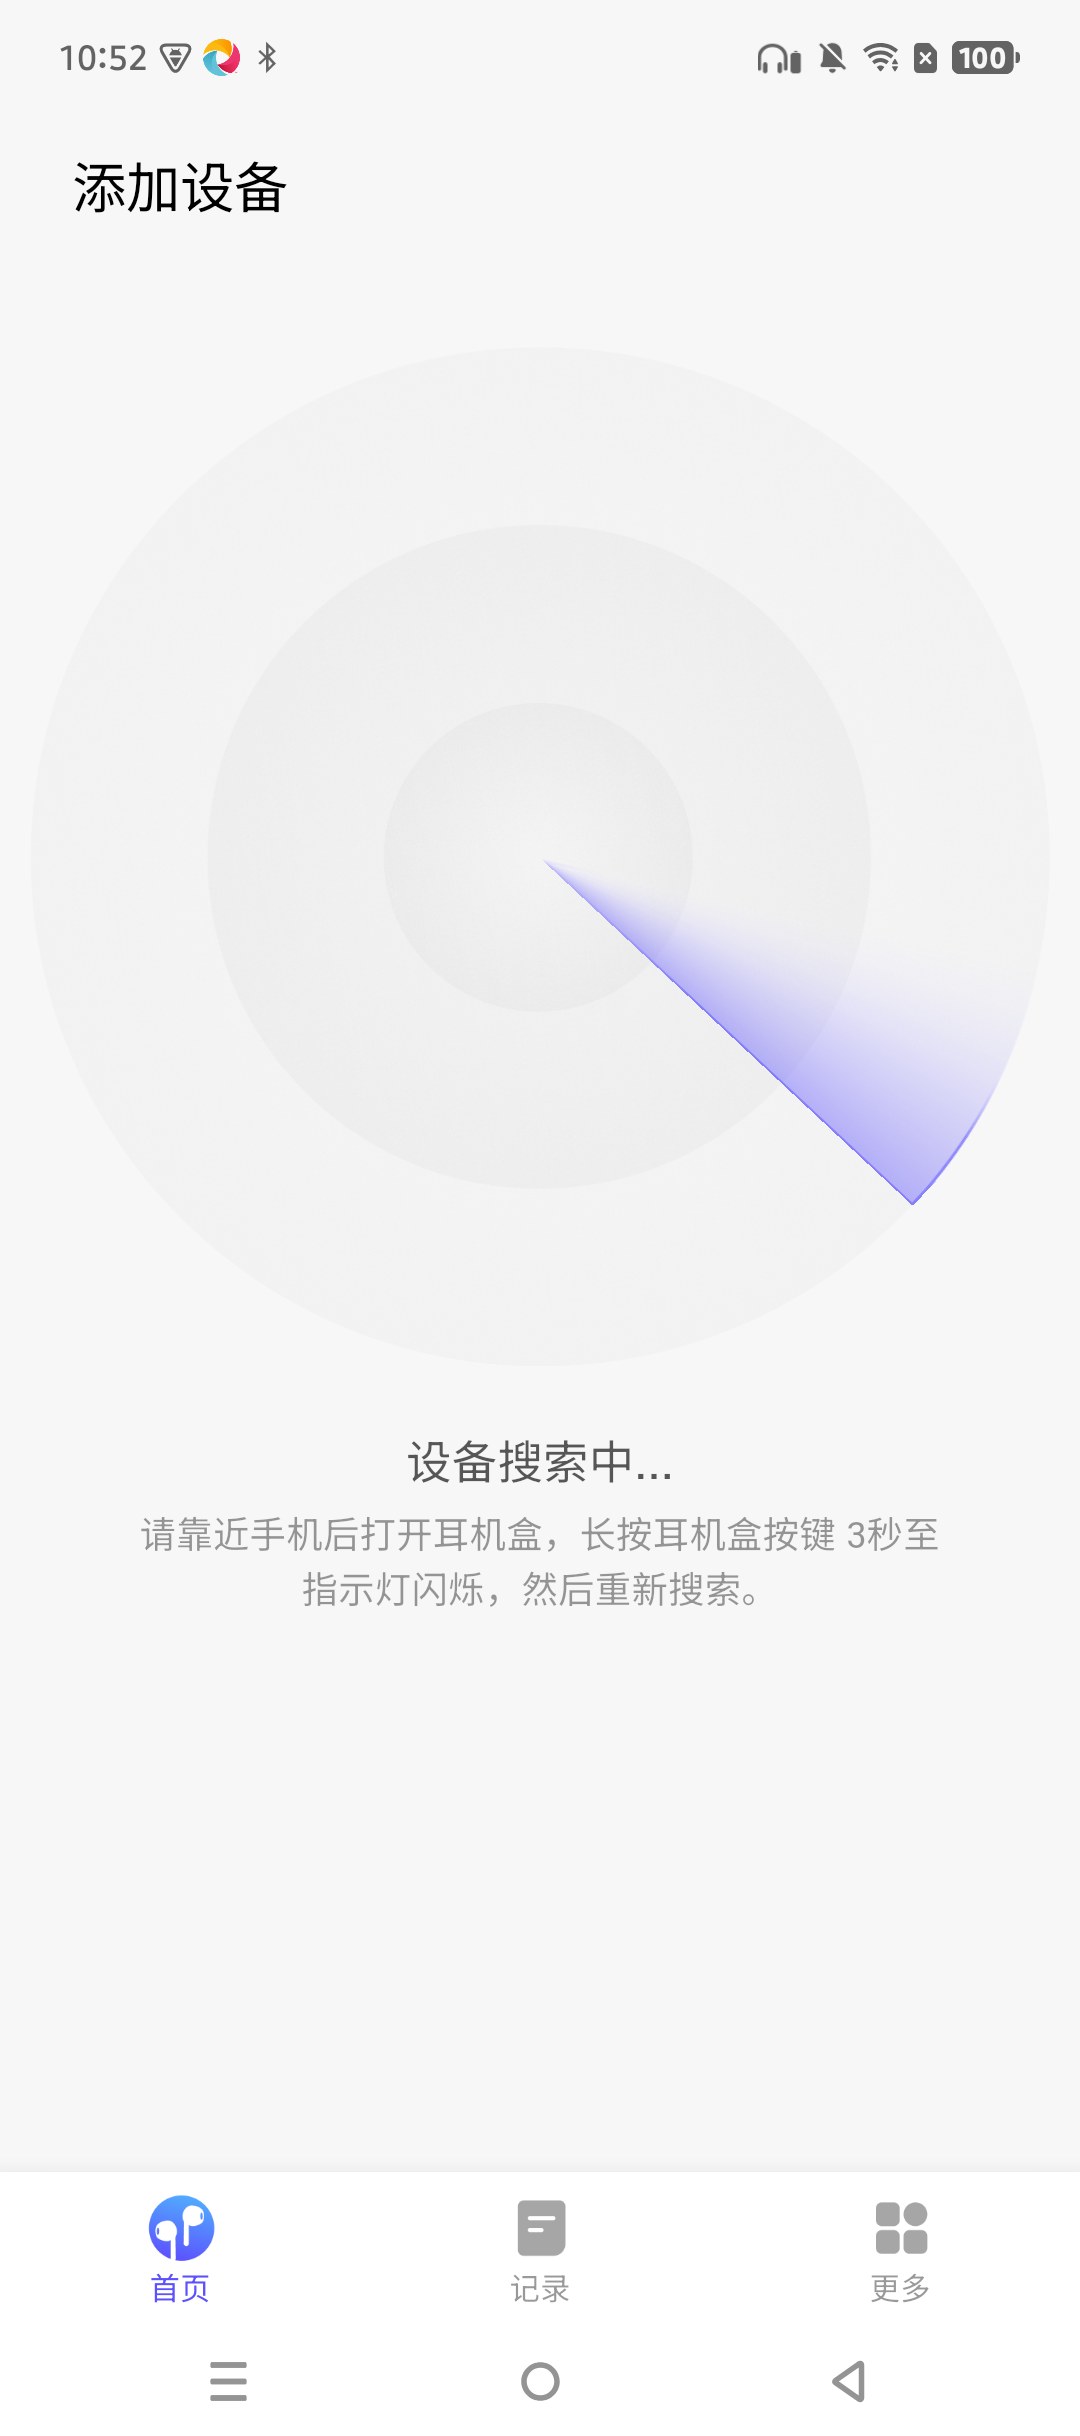 10:52
100
添加设备
设备搜索中...
请靠近手机后打开耳机盒，长按耳机盒按键 3秒至
指示灯闪烁，然后重新搜索。
首页
记录
更多